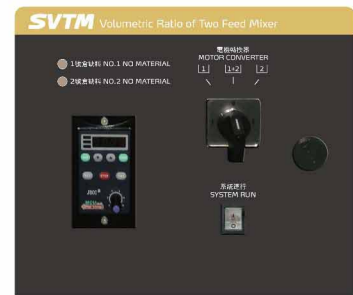 SVTM Volumetric Ratio of Two Feed Mixer
1號倉缺料 NO.1 NO MATERIAL
2號倉缺料 NO.2 NO MATERIAL
電機轉換器
MOTOR CONVERTER
1 1+2 2
系統運行
SYSTEM RUN